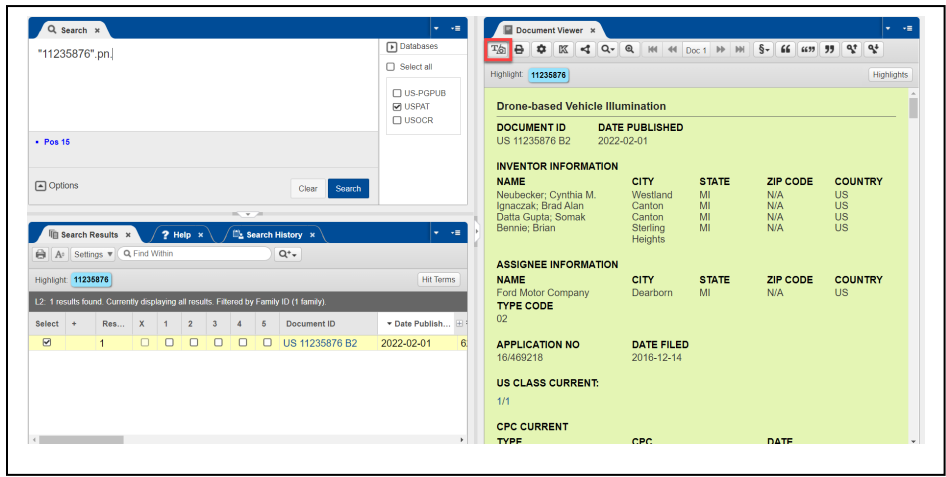 Search ×
"11235876".pn.
Databases
Select all
US-PGPUB
USPAT
USOCR
Pos 15
Options
Clear
Search
Search Results ×
? Help ×
Search History ×
Settings
Find Within
Highlight: 11235876
Hit Terms
L2: 1 results found. Currently displaying all results. Filtered by Family ID (1 family).
Select + Res... X 1 2 3 4 5 Document ID Date Publish...
1 US 11235876 B2 2022-02-01 6
Document Viewer ×
Doc 1
Highlight: 11235876
Highlights
Drone-based Vehicle Illumination
DOCUMENT ID DATE PUBLISHED
US 11235876 B2 2022-02-01
INVENTOR INFORMATION
NAME CITY STATE ZIP CODE COUNTRY
Neubecker; Cynthia M. Westland MI N/A US
Ignaczak; Brad Alan Canton MI N/A US
Datta Gupta; Somak Canton MI N/A US
Bennie; Brian Sterling MI N/A US
Heights
ASSIGNEE INFORMATION
NAME CITY STATE ZIP CODE COUNTRY
Ford Motor Company Dearborn MI N/A US
TYPE CODE
02
APPLICATION NO DATE FILED
16/469218 2016-12-14
US CLASS CURRENT:
1/1
CPC CURRENT
TYPE CPC DATE